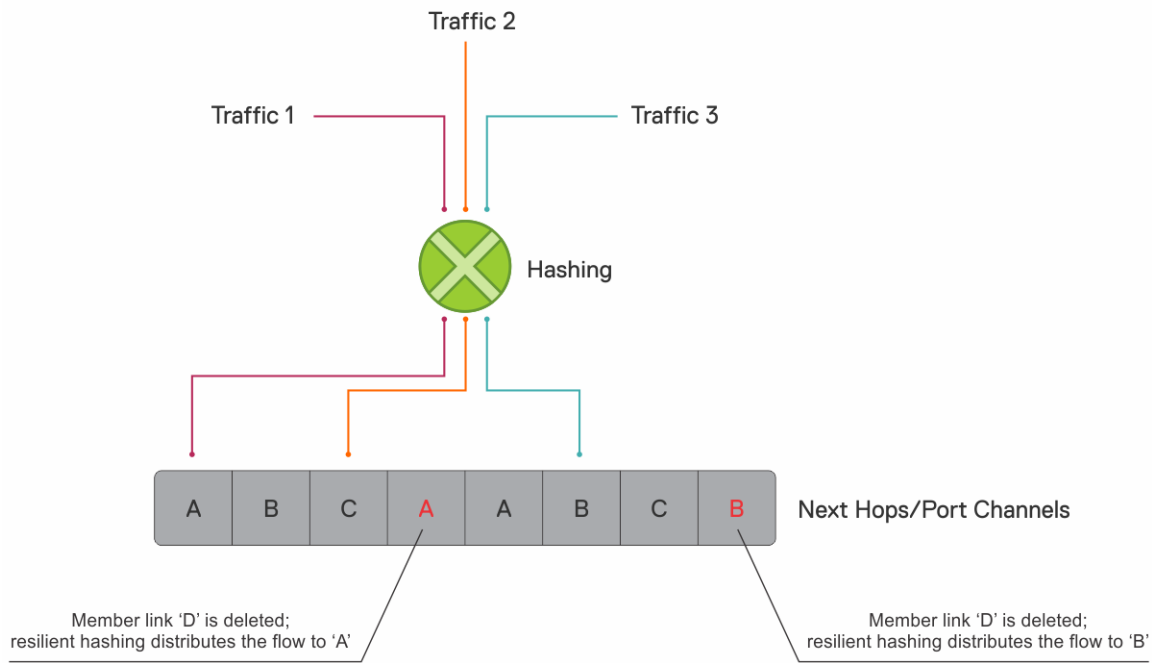 Traffic 2
Traffic 1
Traffic 3
Hashing
A B C A A B C B
Next Hops/Port Channels
Member link ‘D’ is deleted;
resilient hashing distributes the flow to ‘A’
Member link ‘D’ is deleted;
resilient hashing distributes the flow to ‘B’